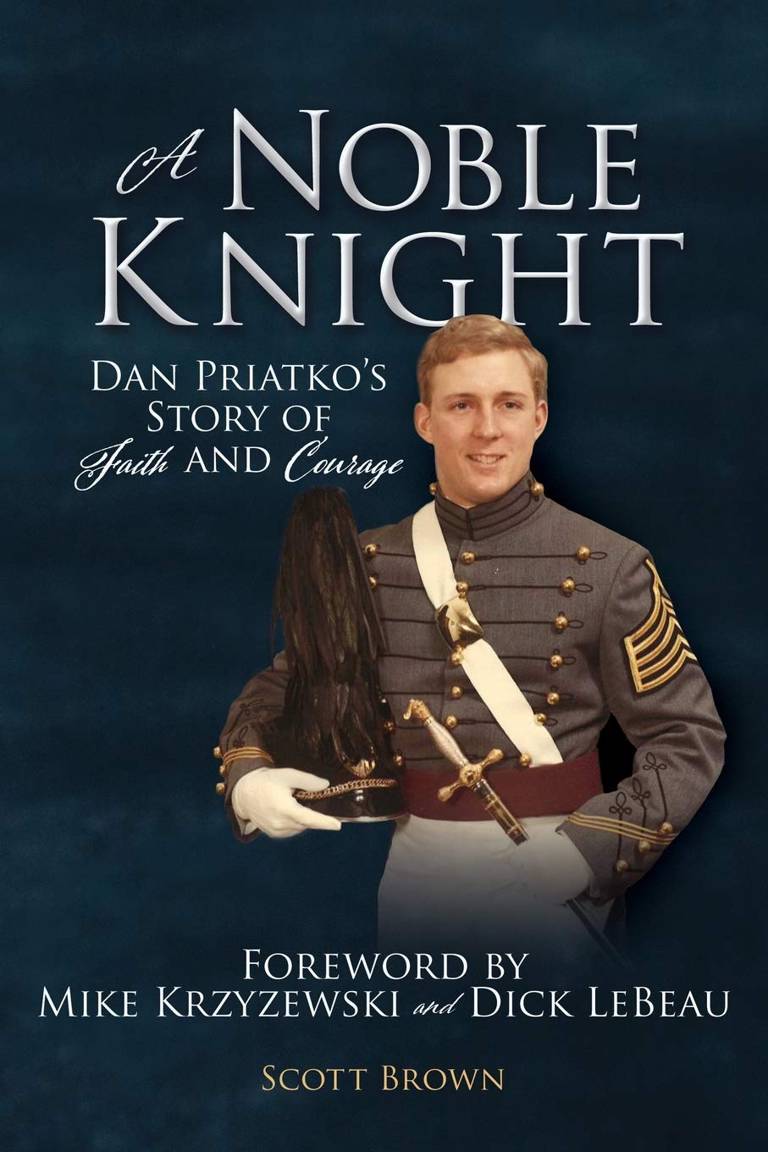 A NOBLE
KNIGHT
DAN PRIATKO'S
STORY OF
Faith AND Courage
FOREWORD BY
MIKE KRZYZEWSKI and DICK LEBEAU
SCOTT BROWN